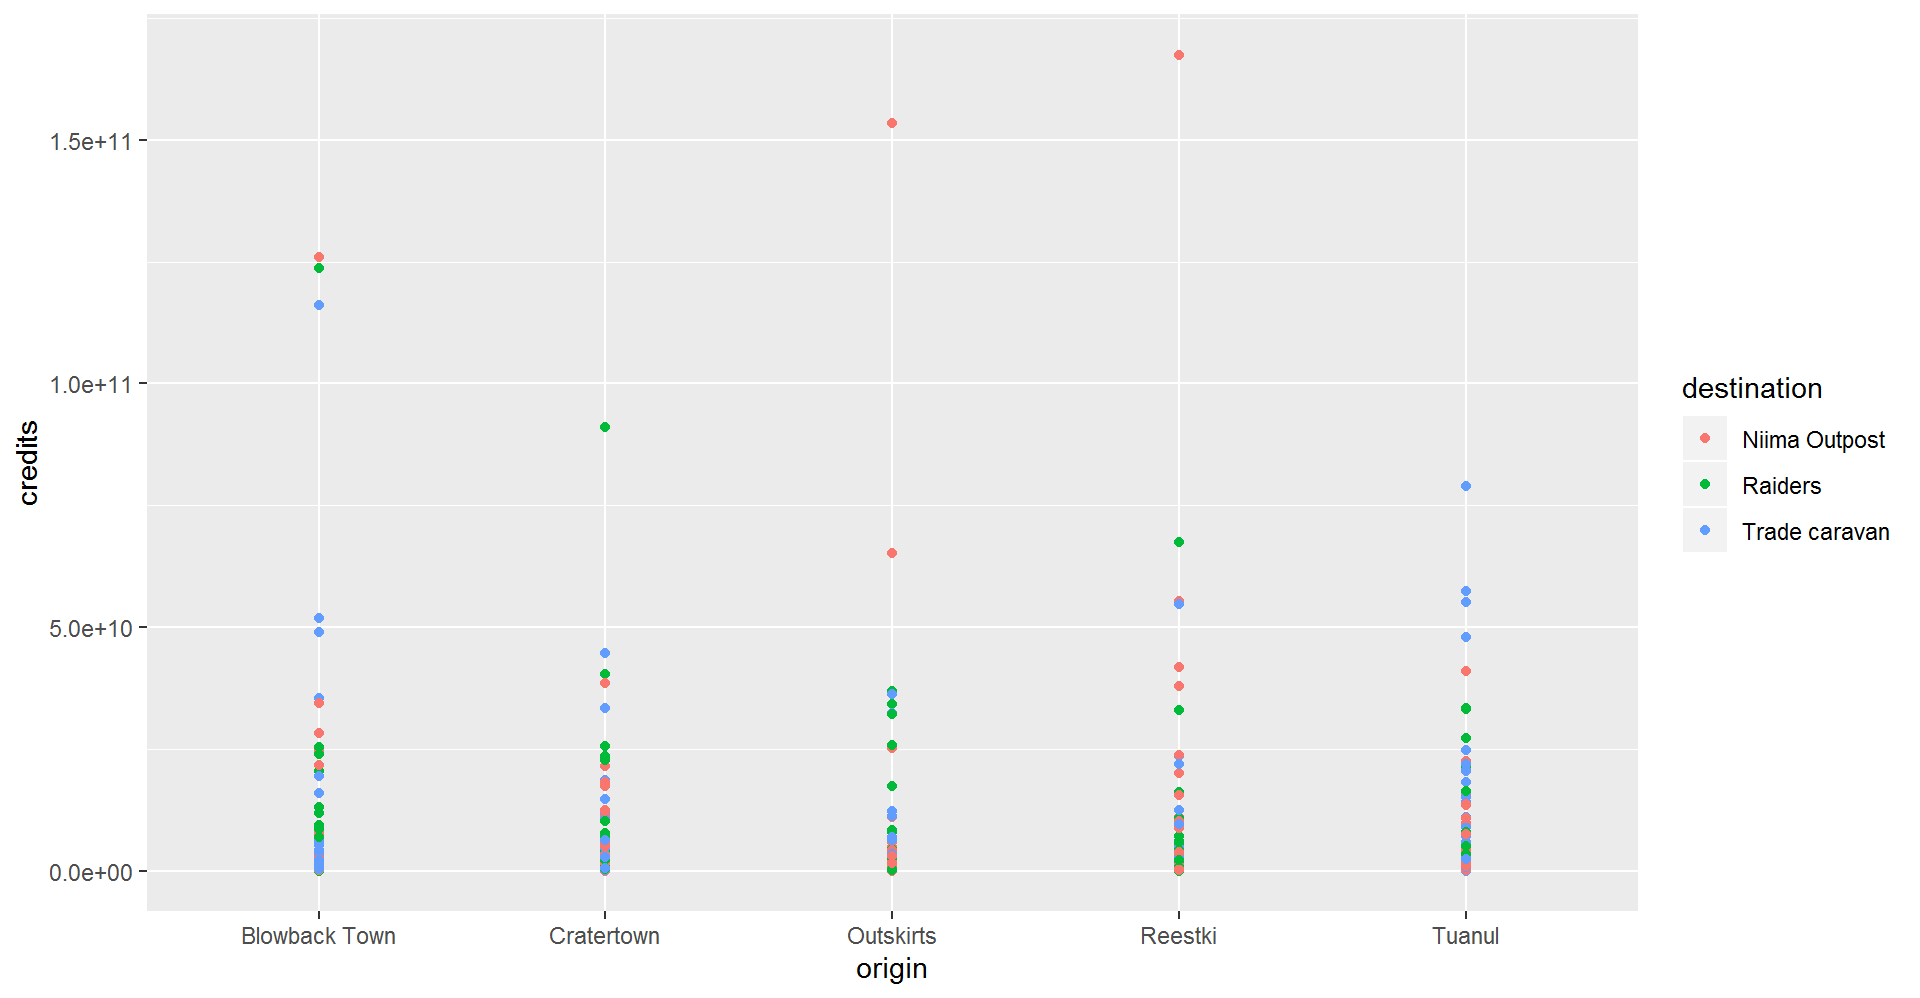 1.5e+11
1.0e+11
5.0e+10
0.0e+00
credits
Blowback Town
Cratertown
Outskirts
Reestki
Tuanul
origin
destination
Niima Outpost
Raiders
Trade caravan